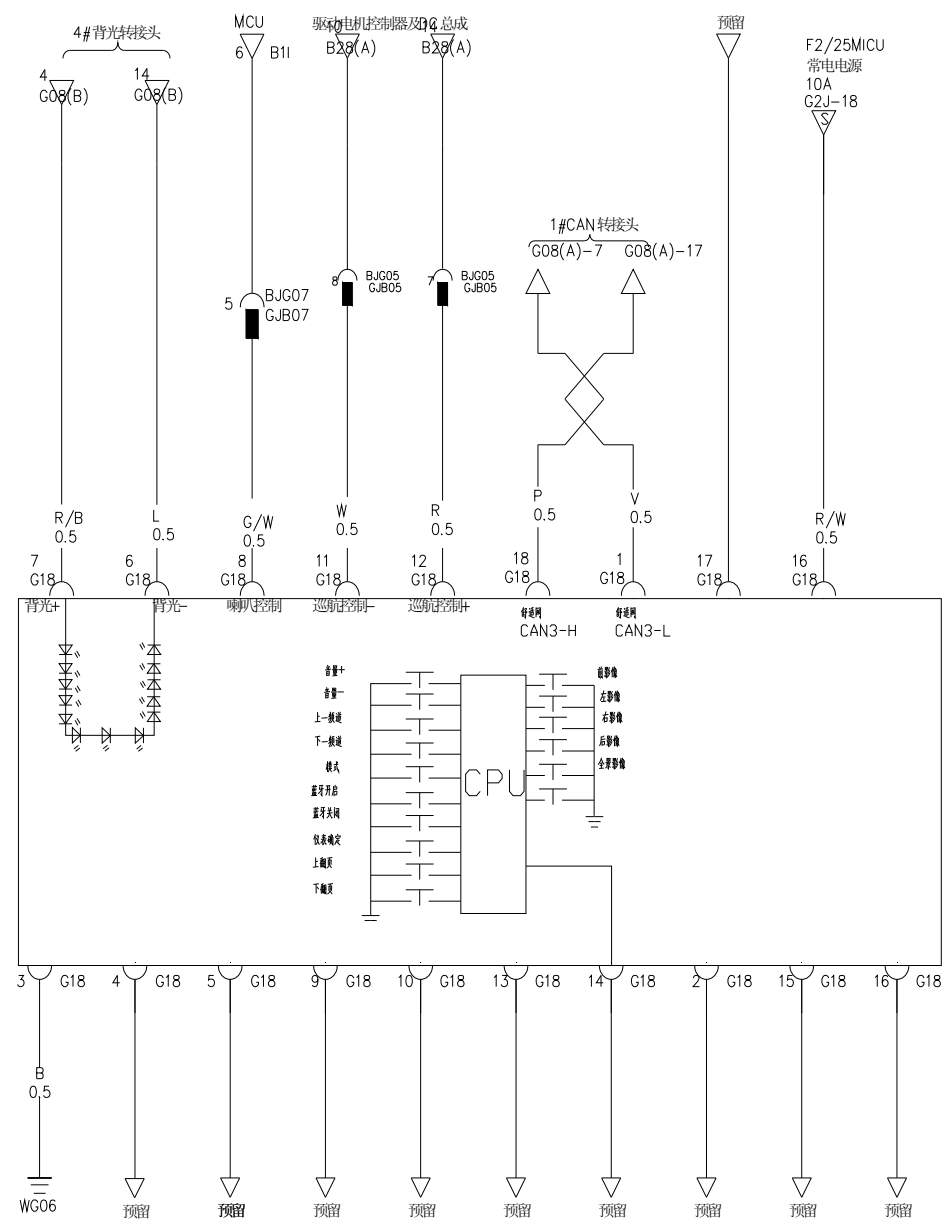 4#背光转接头
MCU
驱动电机控制器及DC总成
预留
F2/25MICU
常电电源
10A
G2J-18
S
4
G08(B)
14
G08(B)
6
B1I
10
B28(A)
14
B28(A)
1#CAN转接头
G08(A)-7
G08(A)-17
5
BJG07
GJB07
8
BJG05
GJB05
7
BJG05
GJB05
R/B
0.5
L
0.5
G/W
0.5
W
0.5
R
0.5
P
0.5
V
0.5
R/W
0.5
7
G18
6
G18
8
G18
11
G18
12
G18
18
G18
1
G18
17
G18
16
G18
背光+
背光-
喇叭控制
巡航控制-
巡航控制+
舒适网
CAN3-H
舒适网
CAN3-L
音量+
音量-
上一频道
下一频道
模式
蓝牙开启
蓝牙关闭
仪表确定
上翻页
下翻页
CPU
前影像
左影像
右影像
后影像
全景影像
3
G18
4
G18
5
G18
9
G18
10
G18
13
G18
14
G18
2
G18
15
G18
16
G18
B
0.5
WG06
预留
预留
预留
预留
预留
预留
预留
预留
预留